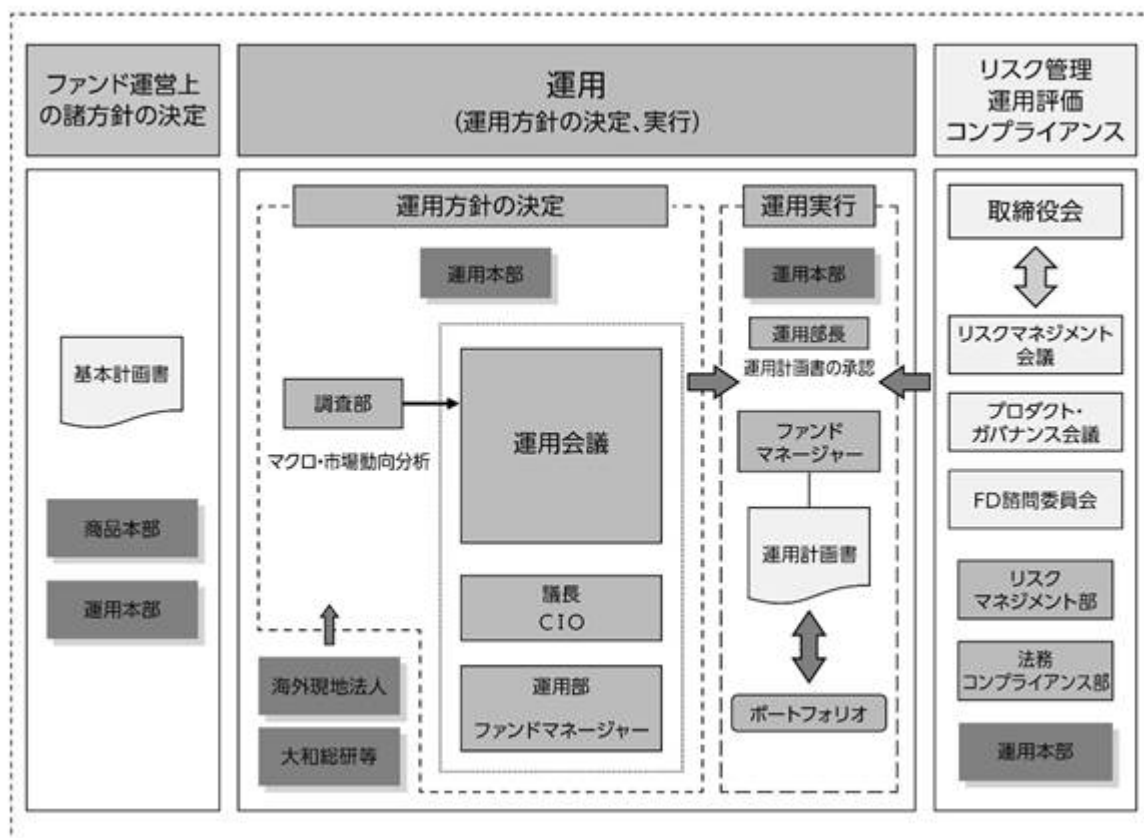 ファンド運営上
の諸方針の決定
運用
(運用方針の決定、実行)
リスク管理
運用評価
コンプライアンス
基本計画書
商品本部
運用本部
運用方針の決定
運用本部
調査部
マクロ・市場動向分析
運用会議
議長
CIO
運用部
ファンドマネージャー
海外現地法人
大和総研等
運用実行
運用本部
運用部長
運用計画書の承認
ファンド
マネージャー
運用計画書
ポートフォリオ
取締役会
リスクマネジメント
会議
プロダクト・
ガバナンス会議
FD諮問委員会
リスク
マネジメント部
法務
コンプライアンス部
運用本部